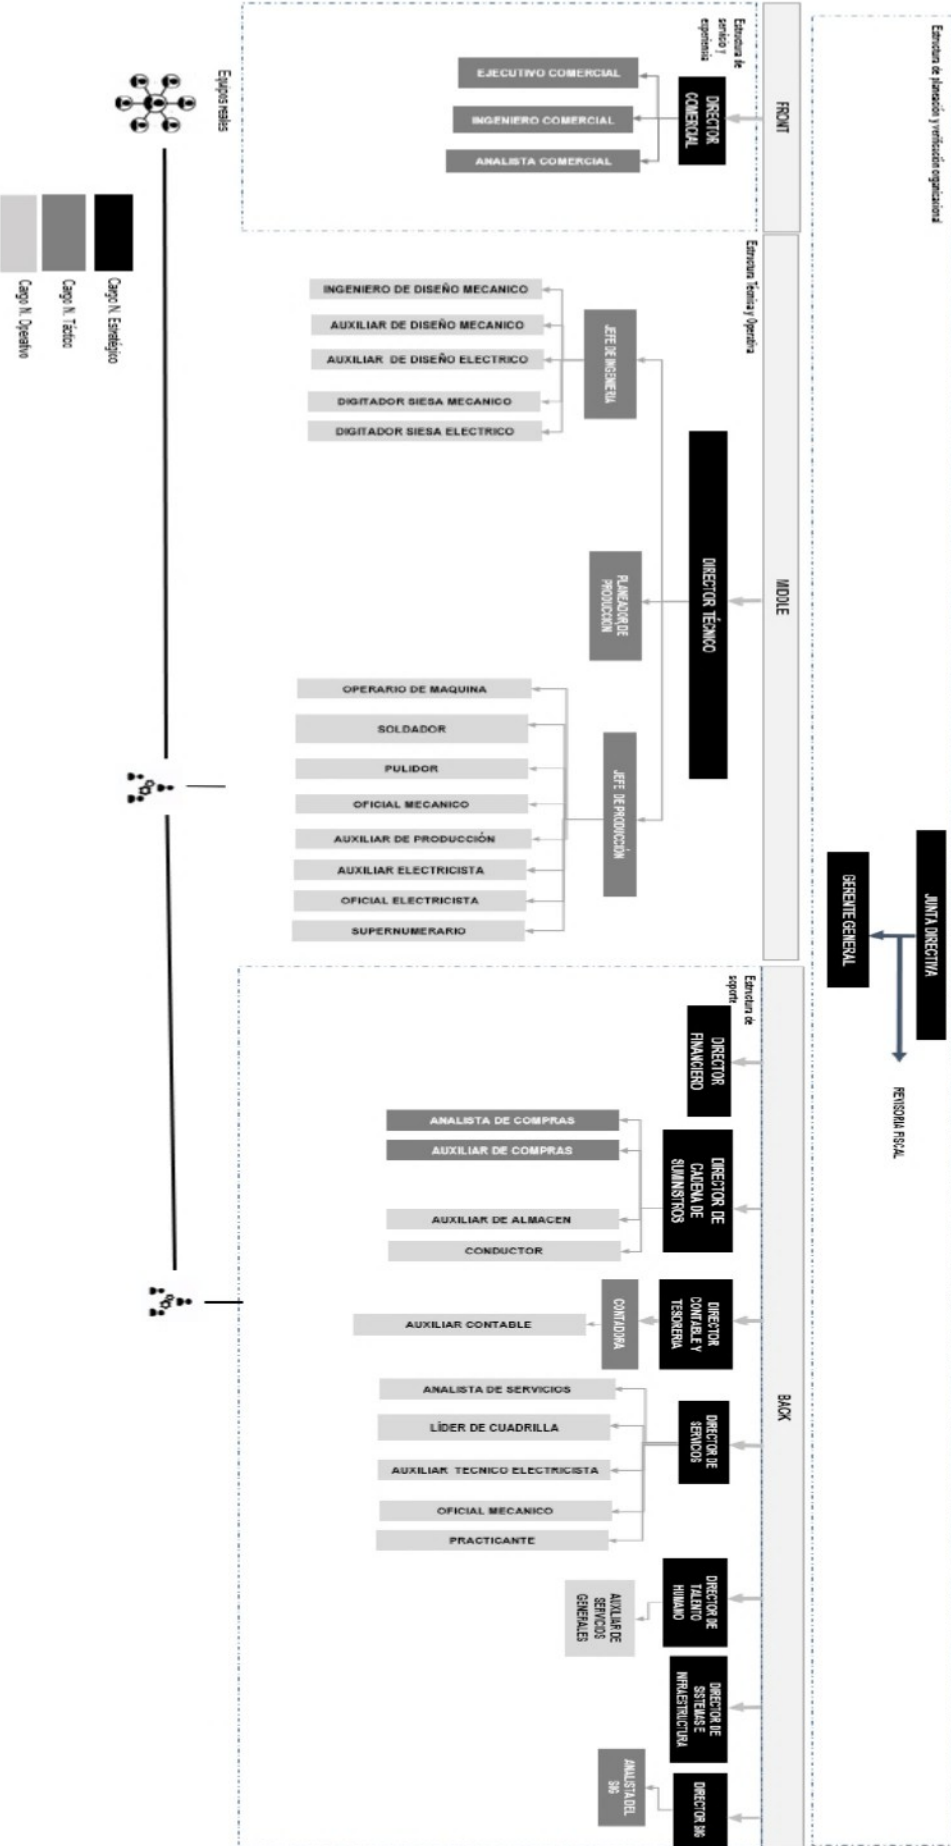 Estructura de planeación y verificación organizacional
JUNTA DIRECTIVA
REVISORIA FISCAL
GERENTE GENERAL
FRONT
MIDDLE
BACK
Estructura de
servicio y
experiencia
DIRECTOR
COMERCIAL
EJECUTIVO COMERCIAL
INGENIERO COMERCIAL
ANALISTA COMERCIAL
Estructura Técnica y Operativa
DIRECTOR TÉCNICO
JEFE DE INGENIERIA
INGENIERO DE DISEÑO MECANICO
AUXILIAR DE DISEÑO MECANICO
AUXILIAR DE DISEÑO ELECTRICO
DIGITADOR SIESA MECANICO
DIGITADOR SIESA ELECTRICO
PLANEADOR DE
PRODUCCIÓN
JEFE DE PRODUCCIÓN
OPERARIO DE MAQUINA
SOLDADOR
PULIDOR
OFICIAL MECANICO
AUXILIAR DE PRODUCCIÓN
AUXILIAR ELECTRICISTA
OFICIAL ELECTRICISTA
SUPERNUMERARIO
Estructura de
soporte
DIRECTOR
FINANCIERO
DIRECTOR DE
CADENA DE
SUMINISTROS
ANALISTA DE COMPRAS
AUXILIAR DE COMPRAS
AUXILIAR DE ALMACEN
CONDUCTOR
DIRECTOR
CONTABLE Y
TESORERIA
CONTADORA
AUXILIAR CONTABLE
DIRECTOR DE
SERVICIOS
ANALISTA DE SERVICIOS
LÍDER DE CUADRILLA
AUXILIAR TECNICO ELECTRICISTA
OFICIAL MECANICO
PRACTICANTE
DIRECTOR DE
TALENTO
HUMANO
AUXILIAR DE
SERVICIOS
GENERALES
DIRECTOR DE
SISTEMAS E
INFRAESTRUCTURA
DIRECTOR SIG
ANALISTA DEL
SIG
Equipos reales
Cargo N. Estratégico
Cargo N. Táctico
Cargo N. Operativo